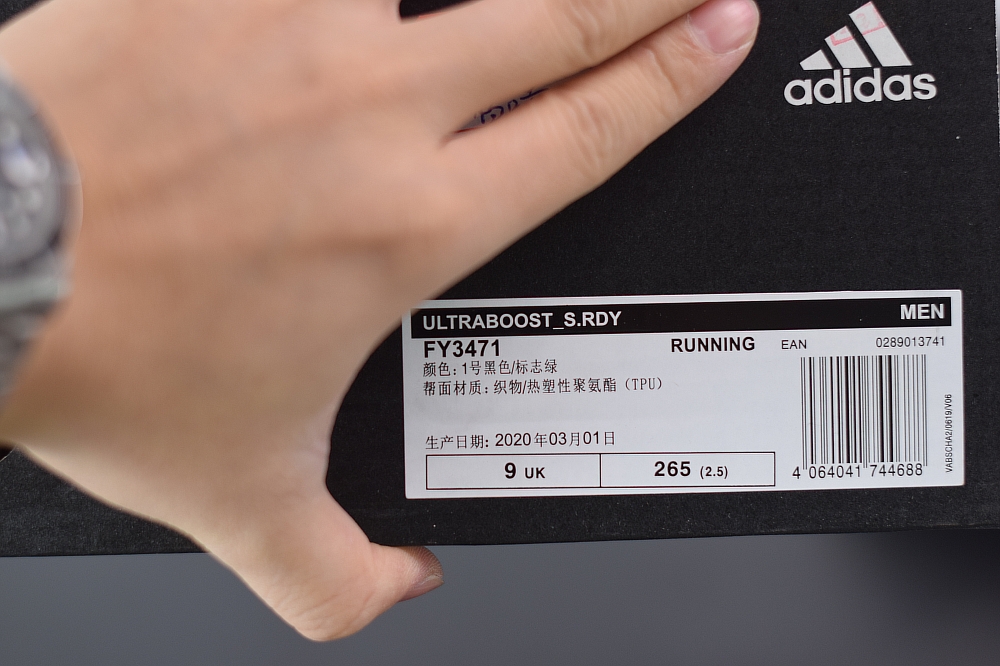 adidas
ULTRABOOST_S.RDY MEN
FY3471 RUNNING EAN 0289013741
颜色: 1号黑色/标志绿
帮面材质: 织物/热塑性聚氨酯（TPU）
生产日期: 2020年03月01日
9 UK 265 (2.5)
4 064041 744688
VABSCHA2/0619/V06